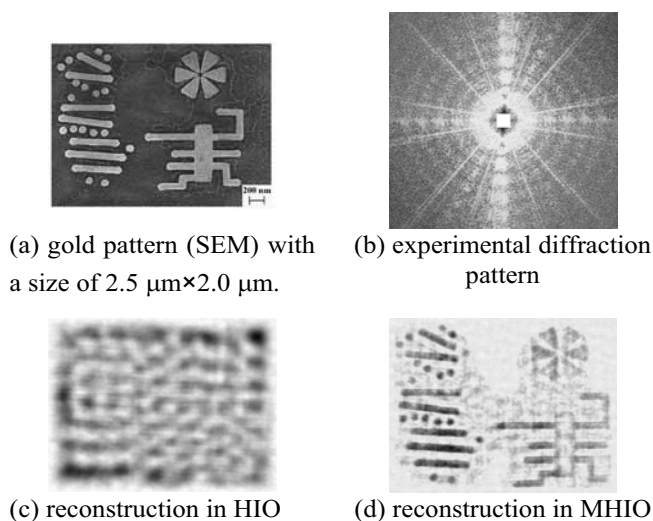 200 nm
(a) gold pattern (SEM) with
a size of 2.5 μm×2.0 μm.
(b) experimental diffraction
pattern
(c) reconstruction in HIO
(d) reconstruction in MHIO